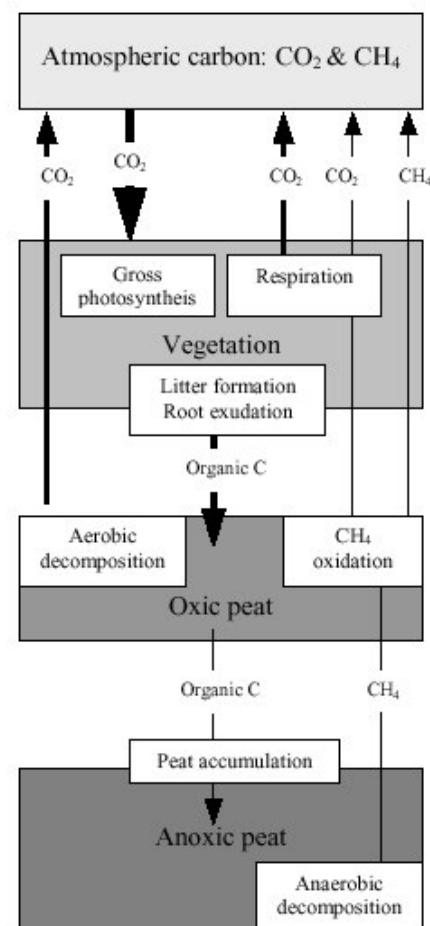 Atmospheric carbon: CO₂ & CH₄
CO₂
CO₂
CO₂
CO₂
CH₄
Gross
photosyntheis
Respiration
Vegetation
Litter formation
Root exudation
Organic C
Aerobic
decomposition
CH₄
oxidation
Oxic peat
Organic C
CH₄
Peat accumulation
Anoxic peat
Anaerobic
decomposition